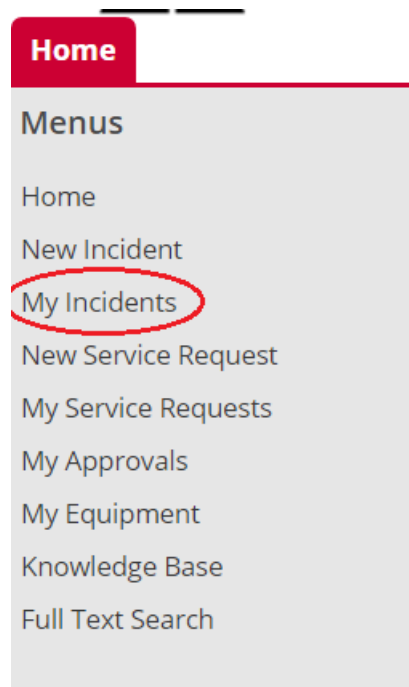 Home
Menus
Home
New Incident
My Incidents
New Service Request
My Service Requests
My Approvals
My Equipment
Knowledge Base
Full Text Search